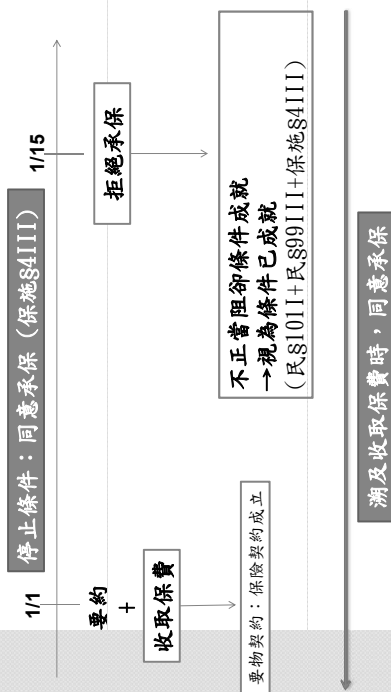 停止條件：同意承保（保施§4III）
1/1
1/15
要約
+
收取保費
拒絕承保
要物契約：保險契約成立
不正當阻卻條件成就
→視為條件已成就
（民§101II+民§99III+保施§4III）
溯及收取保費時，同意承保